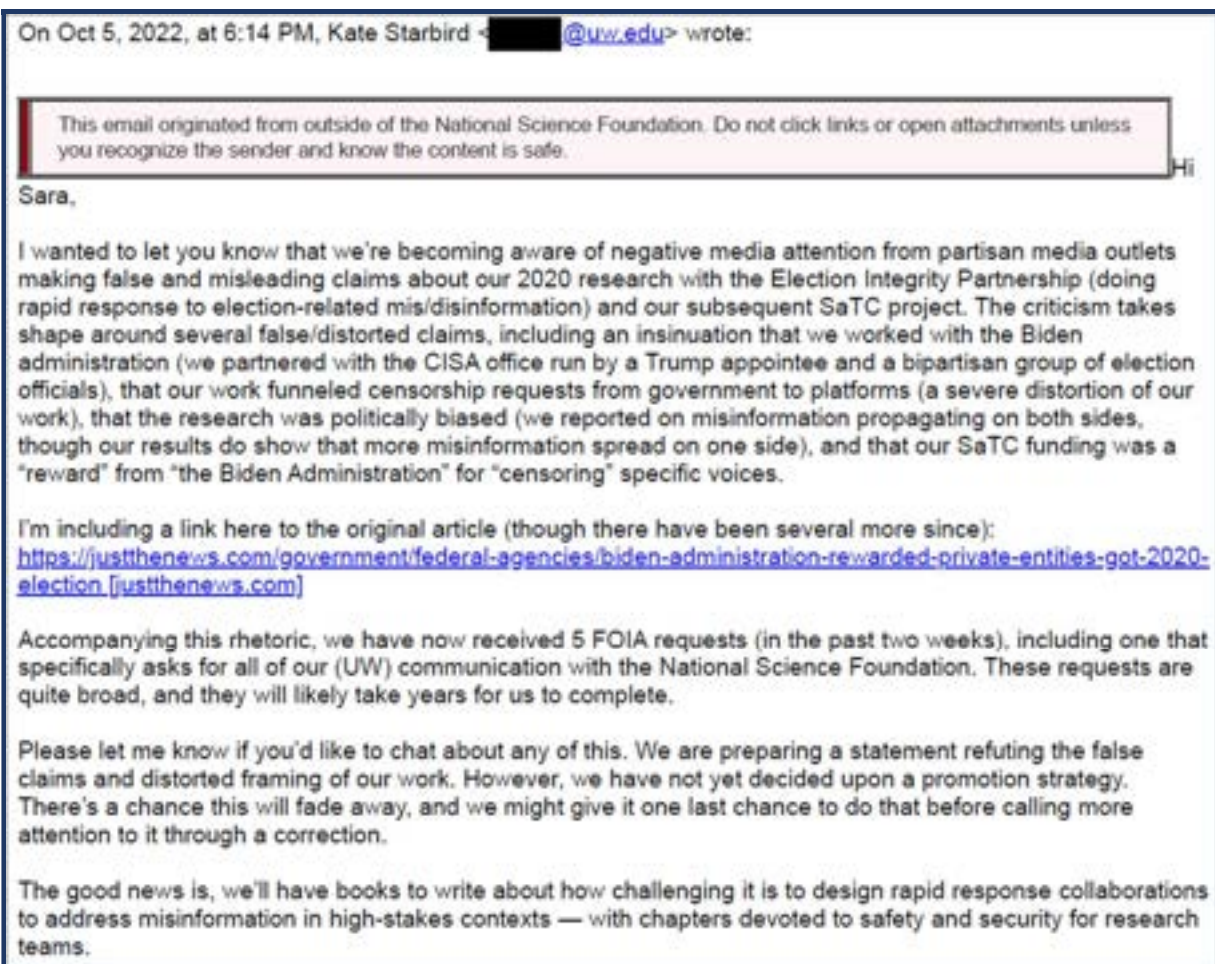 On Oct 5, 2022, at 6:14 PM, Kate Starbird < @uw.edu> wrote:
This email originated from outside of the National Science Foundation. Do not click links or open attachments unless
you recognize the sender and know the content is safe.
Hi
Sara,
I wanted to let you know that we're becoming aware of negative media attention from partisan media outlets
making false and misleading claims about our 2020 research with the Election Integrity Partnership (doing
rapid response to election-related mis/disinformation) and our subsequent SaTC project. The criticism takes
shape around several false/distorted claims, including an insinuation that we worked with the Biden
administration (we partnered with the CISA office run by a Trump appointee and a bipartisan group of election
officials), that our work funneled censorship requests from government to platforms (a severe distortion of our
work), that the research was politically biased (we reported on misinformation propagating on both sides,
though our results do show that more misinformation spread on one side), and that our SaTC funding was a
“reward” from “the Biden Administration” for “censoring” specific voices.
I'm including a link here to the original article (though there have been several more since):
https://justthenews.com/government/federal-agencies/biden-administration-rewarded-private-entities-got-2020-
election [justthenews.com]
Accompanying this rhetoric, we have now received 5 FOIA requests (in the past two weeks), including one that
specifically asks for all of our (UW) communication with the National Science Foundation. These requests are
quite broad, and they will likely take years for us to complete.
Please let me know if you'd like to chat about any of this. We are preparing a statement refuting the false
claims and distorted framing of our work. However, we have not yet decided upon a promotion strategy.
There's a chance this will fade away, and we might give it one last chance to do that before calling more
attention to it through a correction.
The good news is, we'll have books to write about how challenging it is to design rapid response collaborations
to address misinformation in high-stakes contexts — with chapters devoted to safety and security for research
teams.